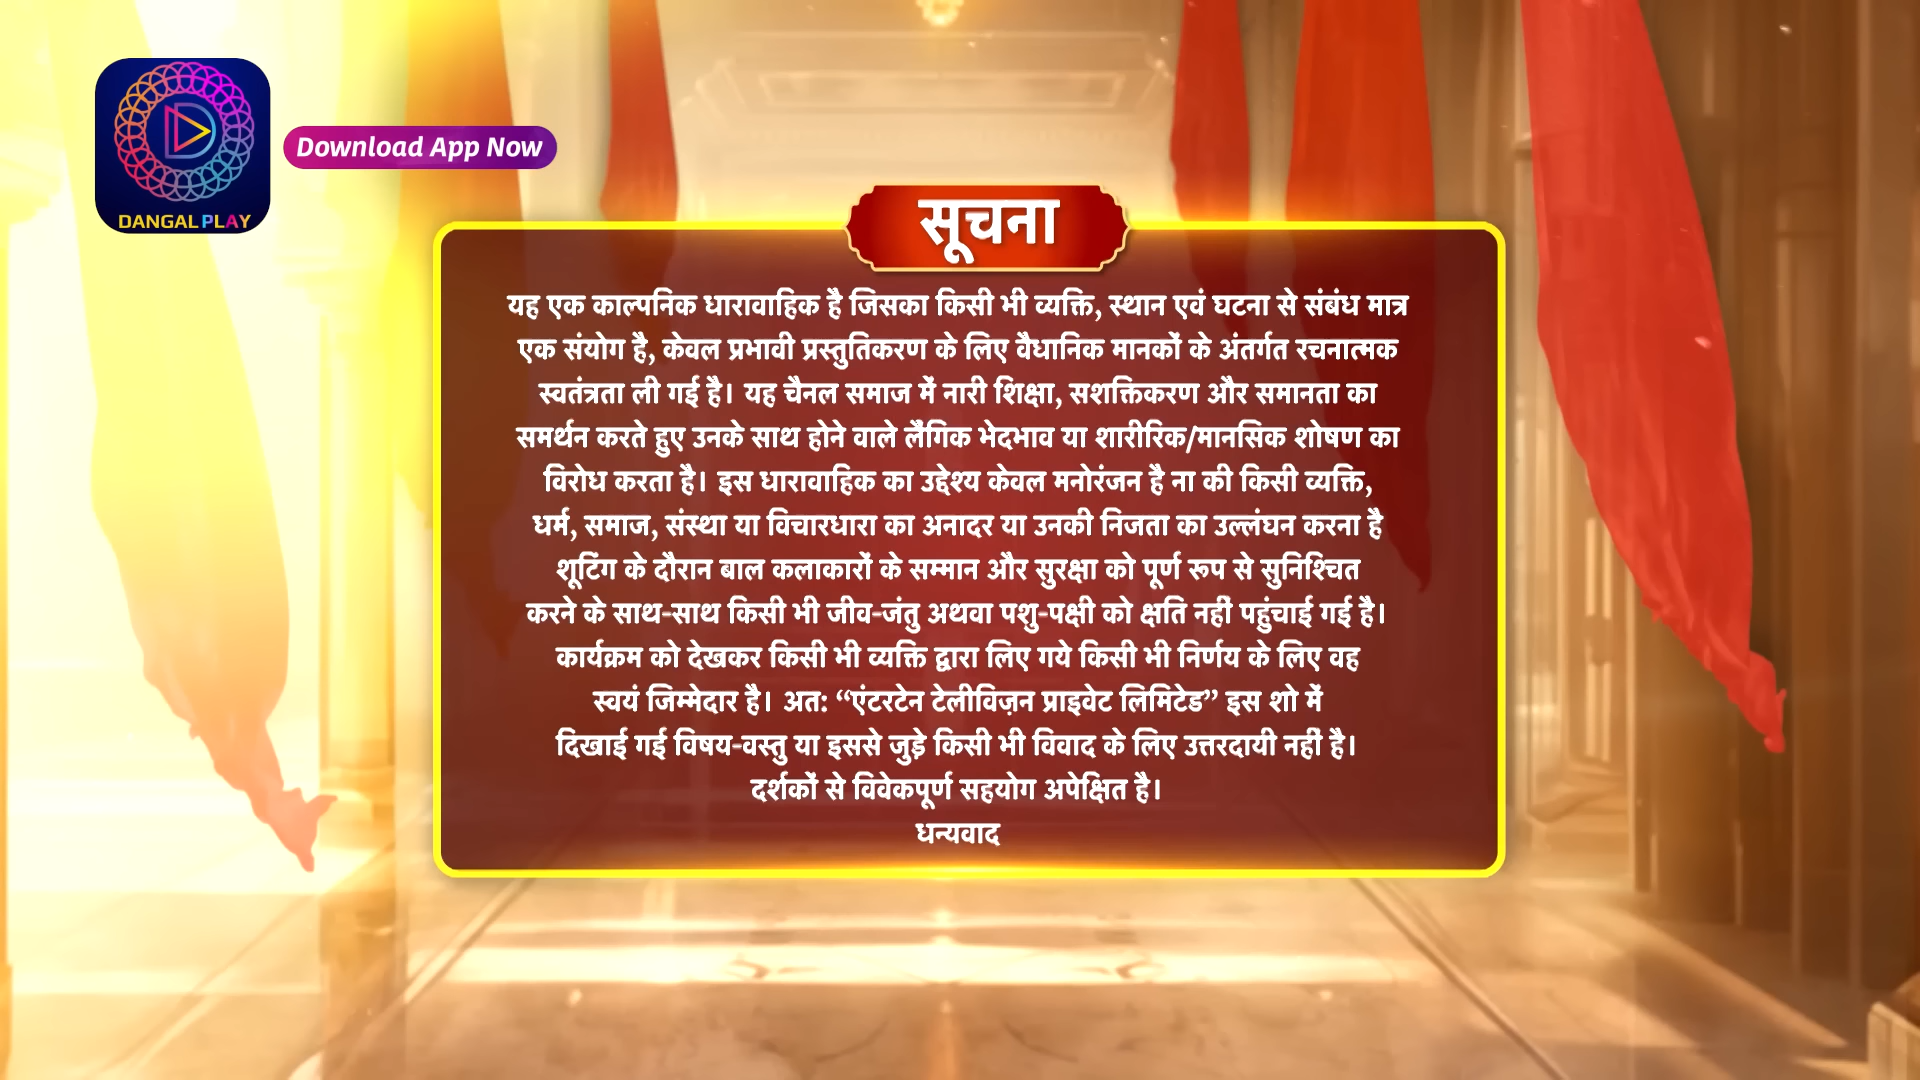 DANGAL PLAY
Download App Now
सूचना
यह एक काल्पनिक धारावाहिक है जिसका किसी भी व्यक्ति, स्थान एवं घटना से संबंध मात्र
एक संयोग है, केवल प्रभावी प्रस्तुतिकरण के लिए वैधानिक मानकों के अंतर्गत रचनात्मक
स्वतंत्रता ली गई है। यह चैनल समाज में नारी शिक्षा, सशक्तिकरण और समानता का
समर्थन करते हुए उनके साथ होने वाले लैंगिक भेदभाव या शारीरिक/मानसिक शोषण का
विरोध करता है। इस धारावाहिक का उद्देश्य केवल मनोरंजन है ना की किसी व्यक्ति,
धर्म, समाज, संस्था या विचारधारा का अनादर या उनकी निजता का उल्लंघन करना है
शूटिंग के दौरान बाल कलाकारों के सम्मान और सुरक्षा को पूर्ण रूप से सुनिश्चित
करने के साथ-साथ किसी भी जीव-जंतु अथवा पशु-पक्षी को क्षति नहीं पहुंचाई गई है।
कार्यक्रम को देखकर किसी भी व्यक्ति द्वारा लिए गये किसी भी निर्णय के लिए वह
स्वयं जिम्मेदार है। अत: “एंटरटेन टेलीविज़न प्राइवेट लिमिटेड” इस शो में
दिखाई गई विषय-वस्तु या इससे जुड़े किसी भी विवाद के लिए उत्तरदायी नहीं है।
दर्शकों से विवेकपूर्ण सहयोग अपेक्षित है।
धन्यवाद